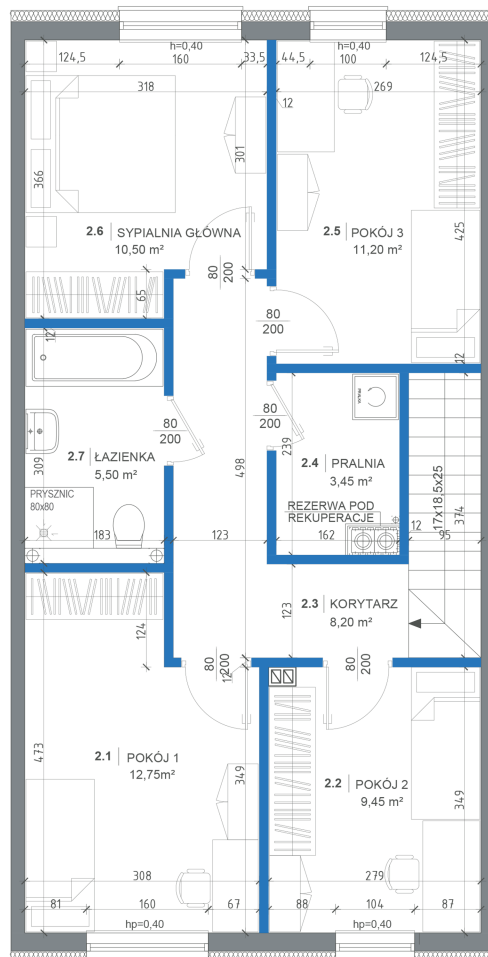 h=0,40
h=0,40
124,5
160
33,5
44,5
100
124,5
318
12
269
301
366
2.6 | SYPIALNIA GŁÓWNA
10,50 m²
2.5 | POKÓJ 3
11,20 m²
425
80
200
65
80
200
12
12
80
200
80
200
239
PRALKA
2.7 | ŁAZIENKA
5,50 m²
309
2.4 | PRALNIA
3,45 m²
498
17x18,5x25
374
PRYSZNIC
80x80
REZERWA POD
REKUPERACJE
183
123
162
12
95
2.3 | KORYTARZ
8,20 m²
123
124
80
200
12
80
200
473
2.1 | POKÓJ 1
12,75m²
349
2.2 | POKÓJ 2
9,45 m²
349
308
279
81
160
67
88
104
87
hp=0,40
hp=0,40